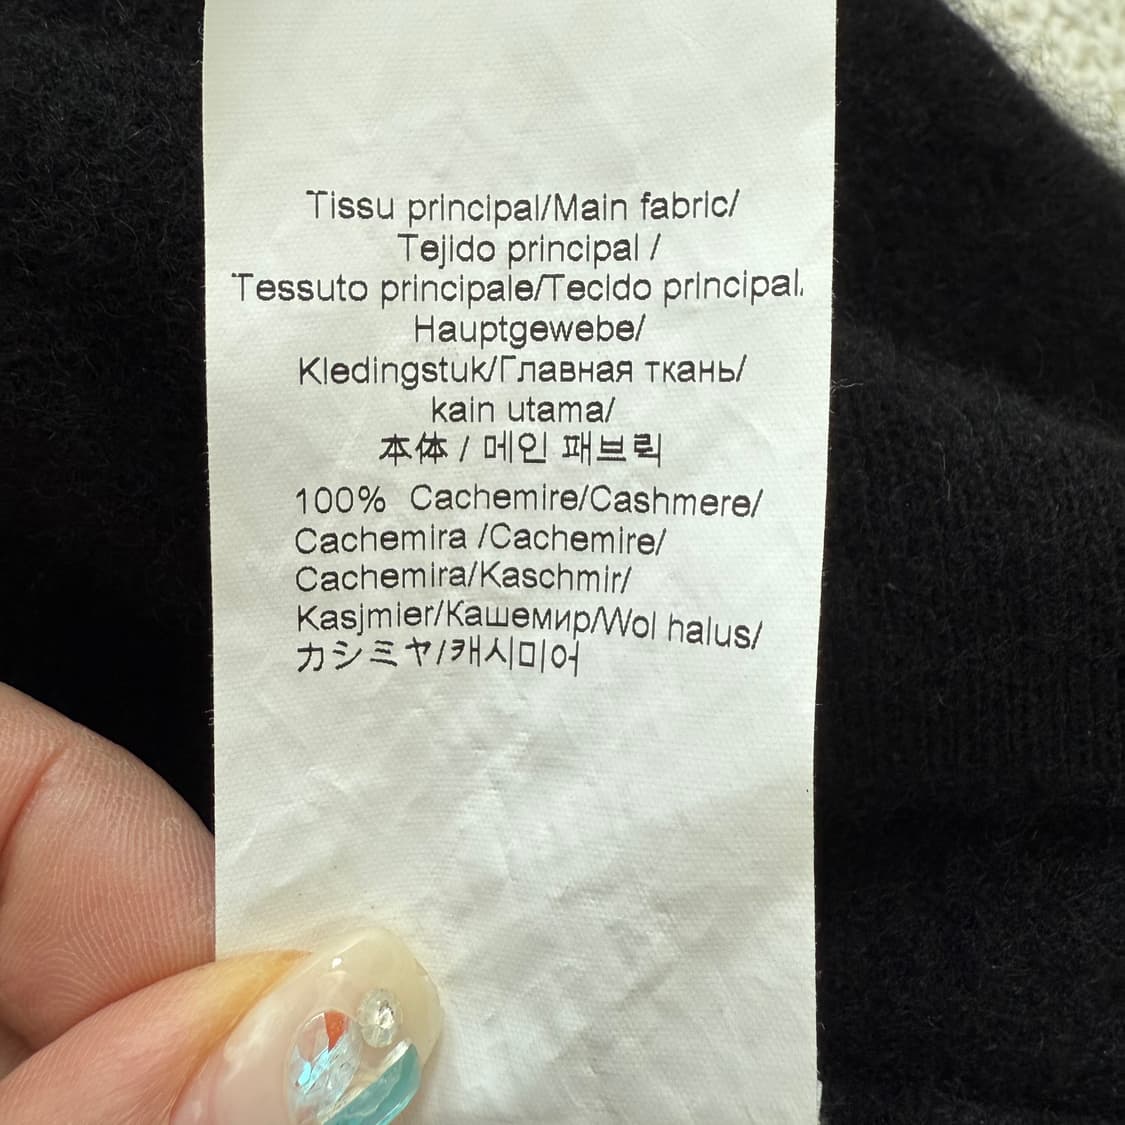 Tissu principal/Main fabric/
Tejido principal /
Tessuto principale/Tecido principal/
Hauptgewebe/
Kledingstuk/Главная ткань/
kain utama/
本体 / 메인 패브릭
100% Cachemire/Cashmere/
Cachemira /Cachemire/
Cachemira/Kaschmir/
Kasjmier/Кашемир/Wol halus/
カシミヤ/캐시미어